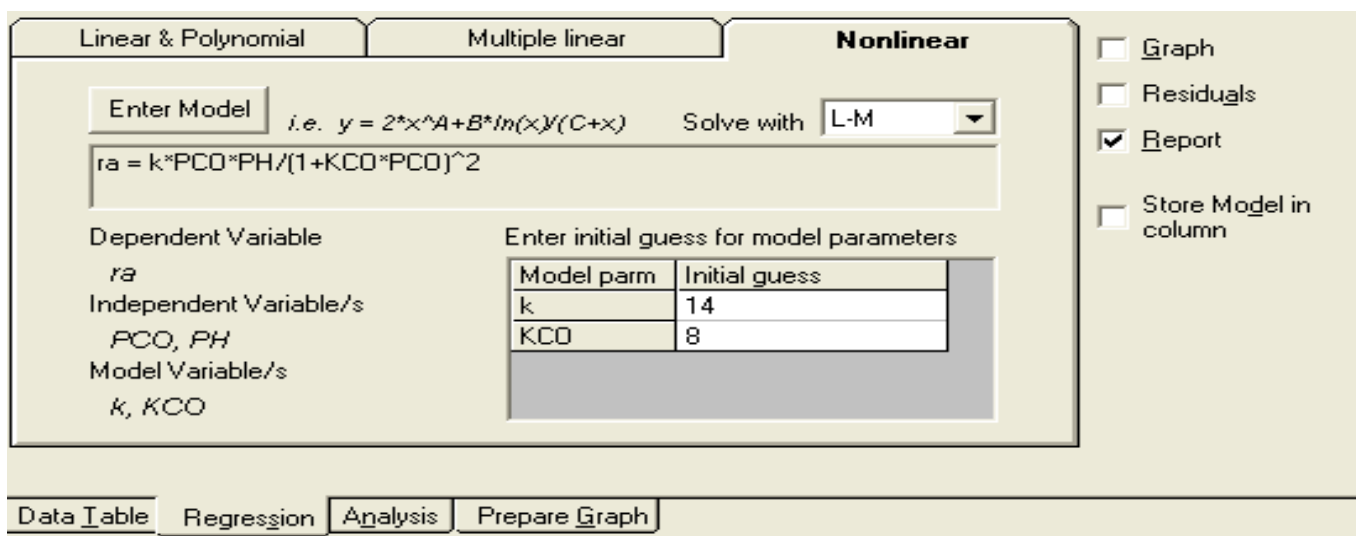 Linear & Polynomial
Multiple linear
Nonlinear
Enter Model
i.e. y = 2*x^A+B*ln(x)/(C+x)
Solve with
L-M
ra = k*PCO*PH/(1+KCO*PCO)^2
Dependent Variable
ra
Independent Variable/s
PCO, PH
Model Variable/s
k, KCO
Enter initial guess for model parameters
Model parm Initial guess
k 14
KCO 8
Graph
Residuals
Report
Store Model in
column
Data Table
Regression
Analysis
Prepare Graph